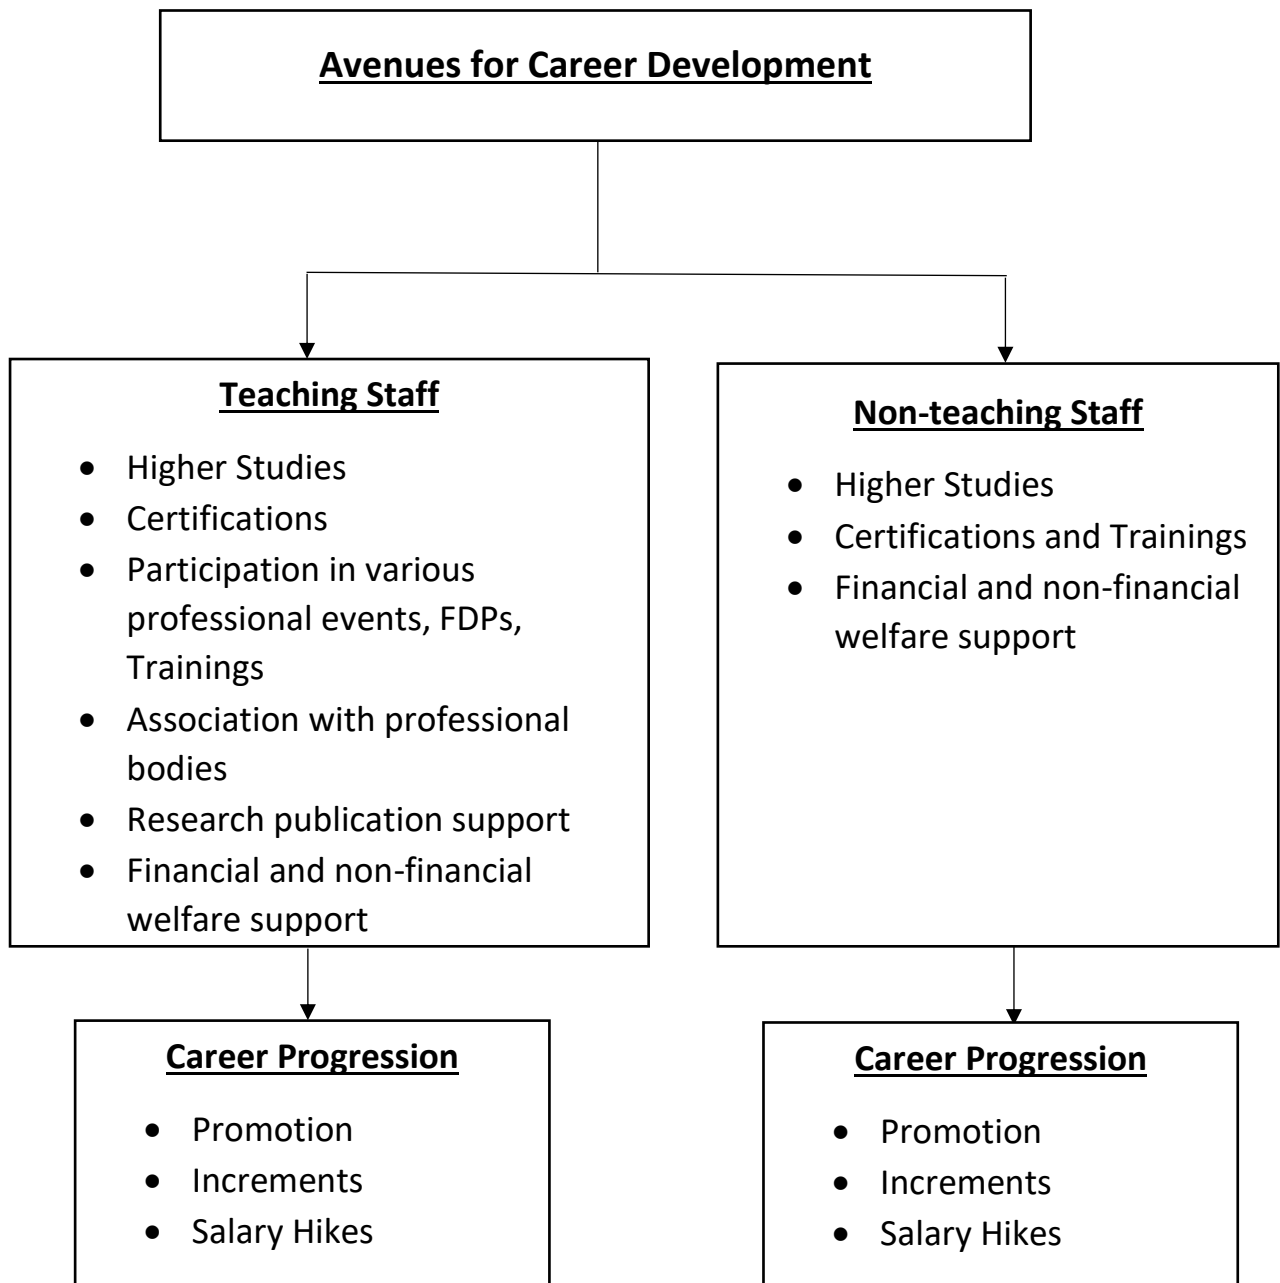 Avenues for Career Development
Teaching Staff
• Higher Studies
• Certifications
• Participation in various
professional events, FDPs,
Trainings
• Association with professional
bodies
• Research publication support
• Financial and non-financial
welfare support
Non-teaching Staff
• Higher Studies
• Certifications and Trainings
• Financial and non-financial
welfare support
Career Progression
• Promotion
• Increments
• Salary Hikes
Career Progression
• Promotion
• Increments
• Salary Hikes